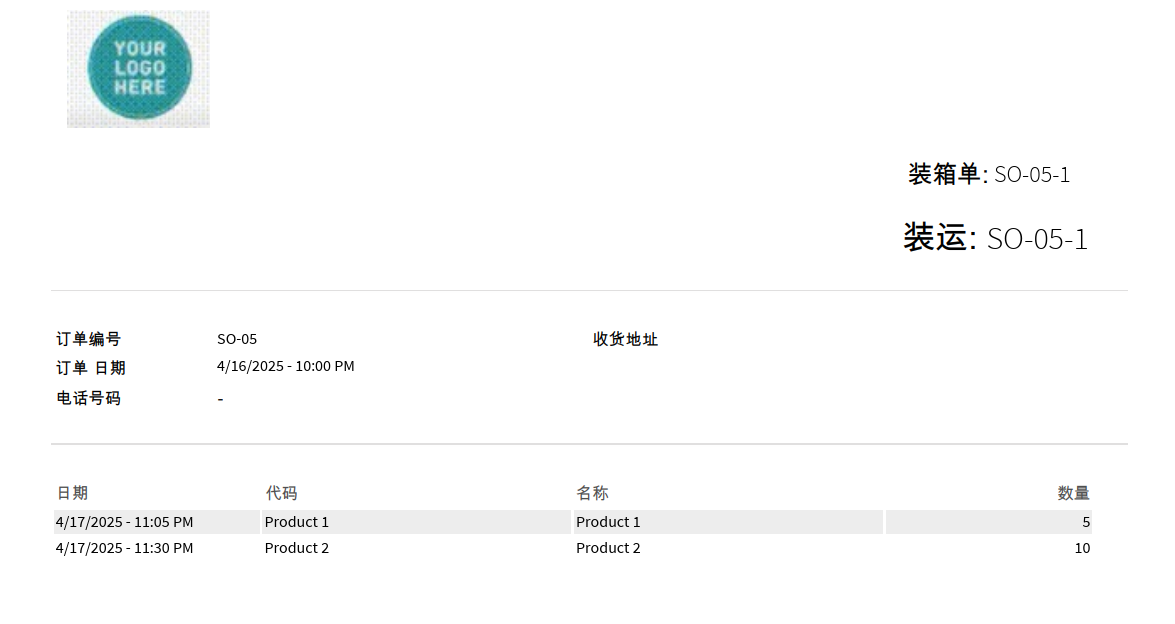 YOUR
LOGO
HERE
装箱单: SO-05-1
装运: SO-05-1
订单编号 SO-05 收货地址
订单 日期 4/16/2025 - 10:00 PM
电话号码 -
日期 代码 名称 数量
4/17/2025 - 11:05 PM Product 1 Product 1 5
4/17/2025 - 11:30 PM Product 2 Product 2 10